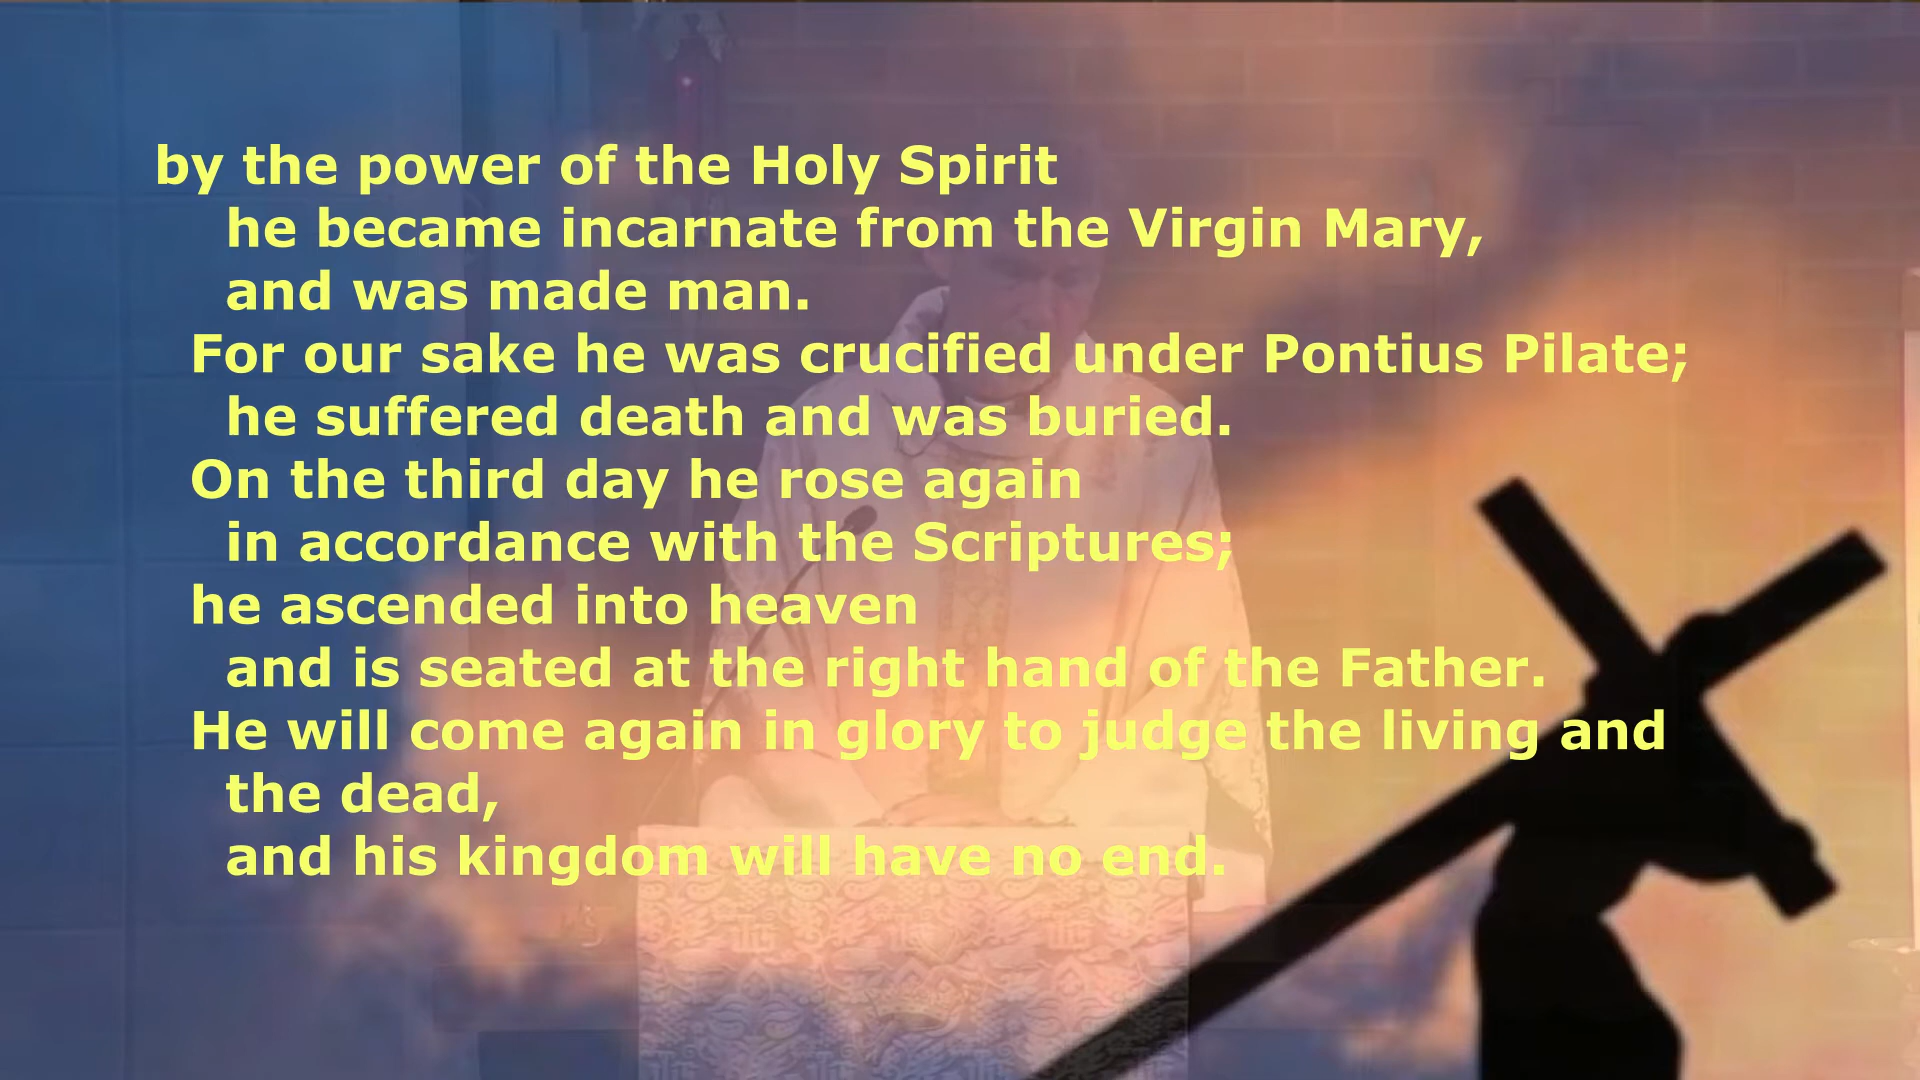 by the power of the Holy Spirit
he became incarnate from the Virgin Mary,
and was made man.
For our sake he was crucified under Pontius Pilate;
he suffered death and was buried.
On the third day he rose again
in accordance with the Scriptures;
he ascended into heaven
and is seated at the right hand of the Father.
He will come again in glory to judge the living and
the dead,
and his kingdom will have no end.